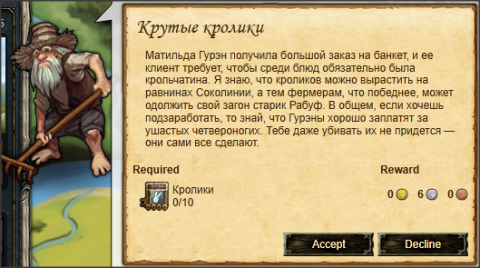 5
Крутые кролики
Матильда Гурэн получила большой заказ на банкет, и ее
клиент требует, чтобы среди блюд обязательно была
крольчатина. Я знаю, что кроликов можно вырастить на
равнинах Соколинии, а тем фермерам, что победнее, может
одолжить свой загон старик Рабуф. В общем, если хочешь
подзаработать, то знай, что Гурэны хорошо заплатят за
ушастых четвероногих. Тебе даже убивать их не придется —
они сами все сделают.
Required
Reward
Кролики
0/10
0 6 0
Accept
Decline